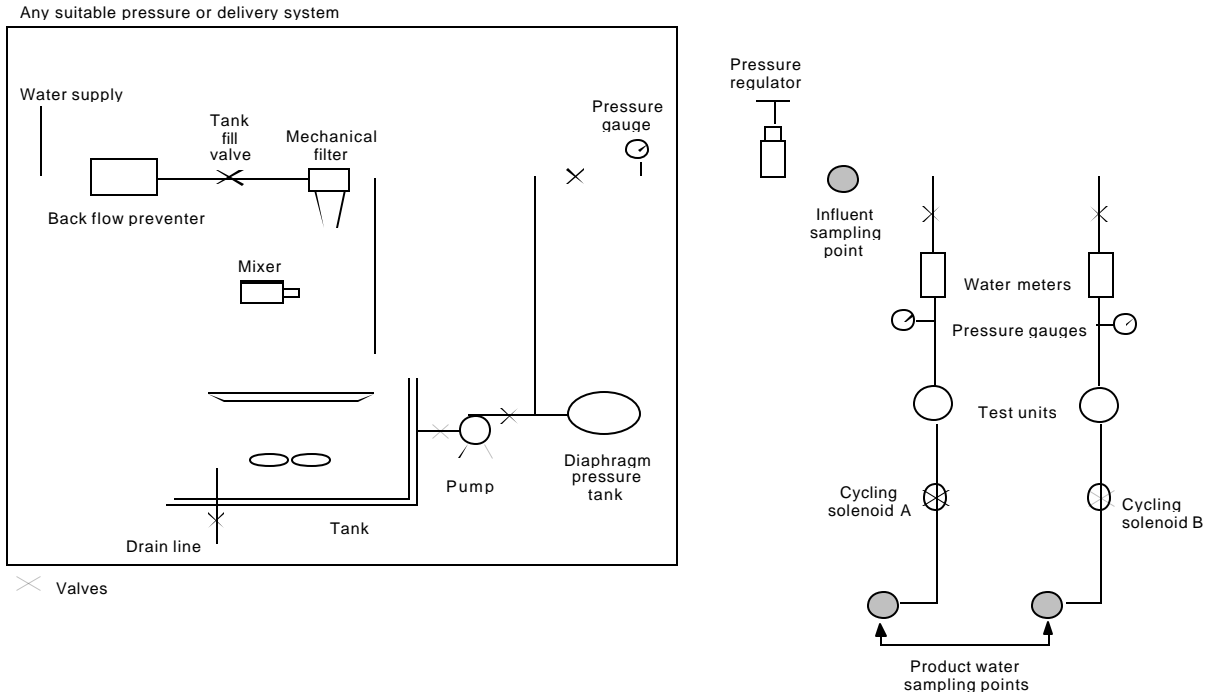 Any suitable pressure or delivery system
Water supply
Tank
fill
valve
Mechanical
filter
Pressure
gauge
Back flow preventer
Mixer
Pump
Diaphragm
pressure
tank
Tank
Drain line
Valves
Pressure
regulator
Influent
sampling
point
Water meters
Pressure gauges
Test units
Cycling
solenoid A
Cycling
solenoid B
Product water
sampling points